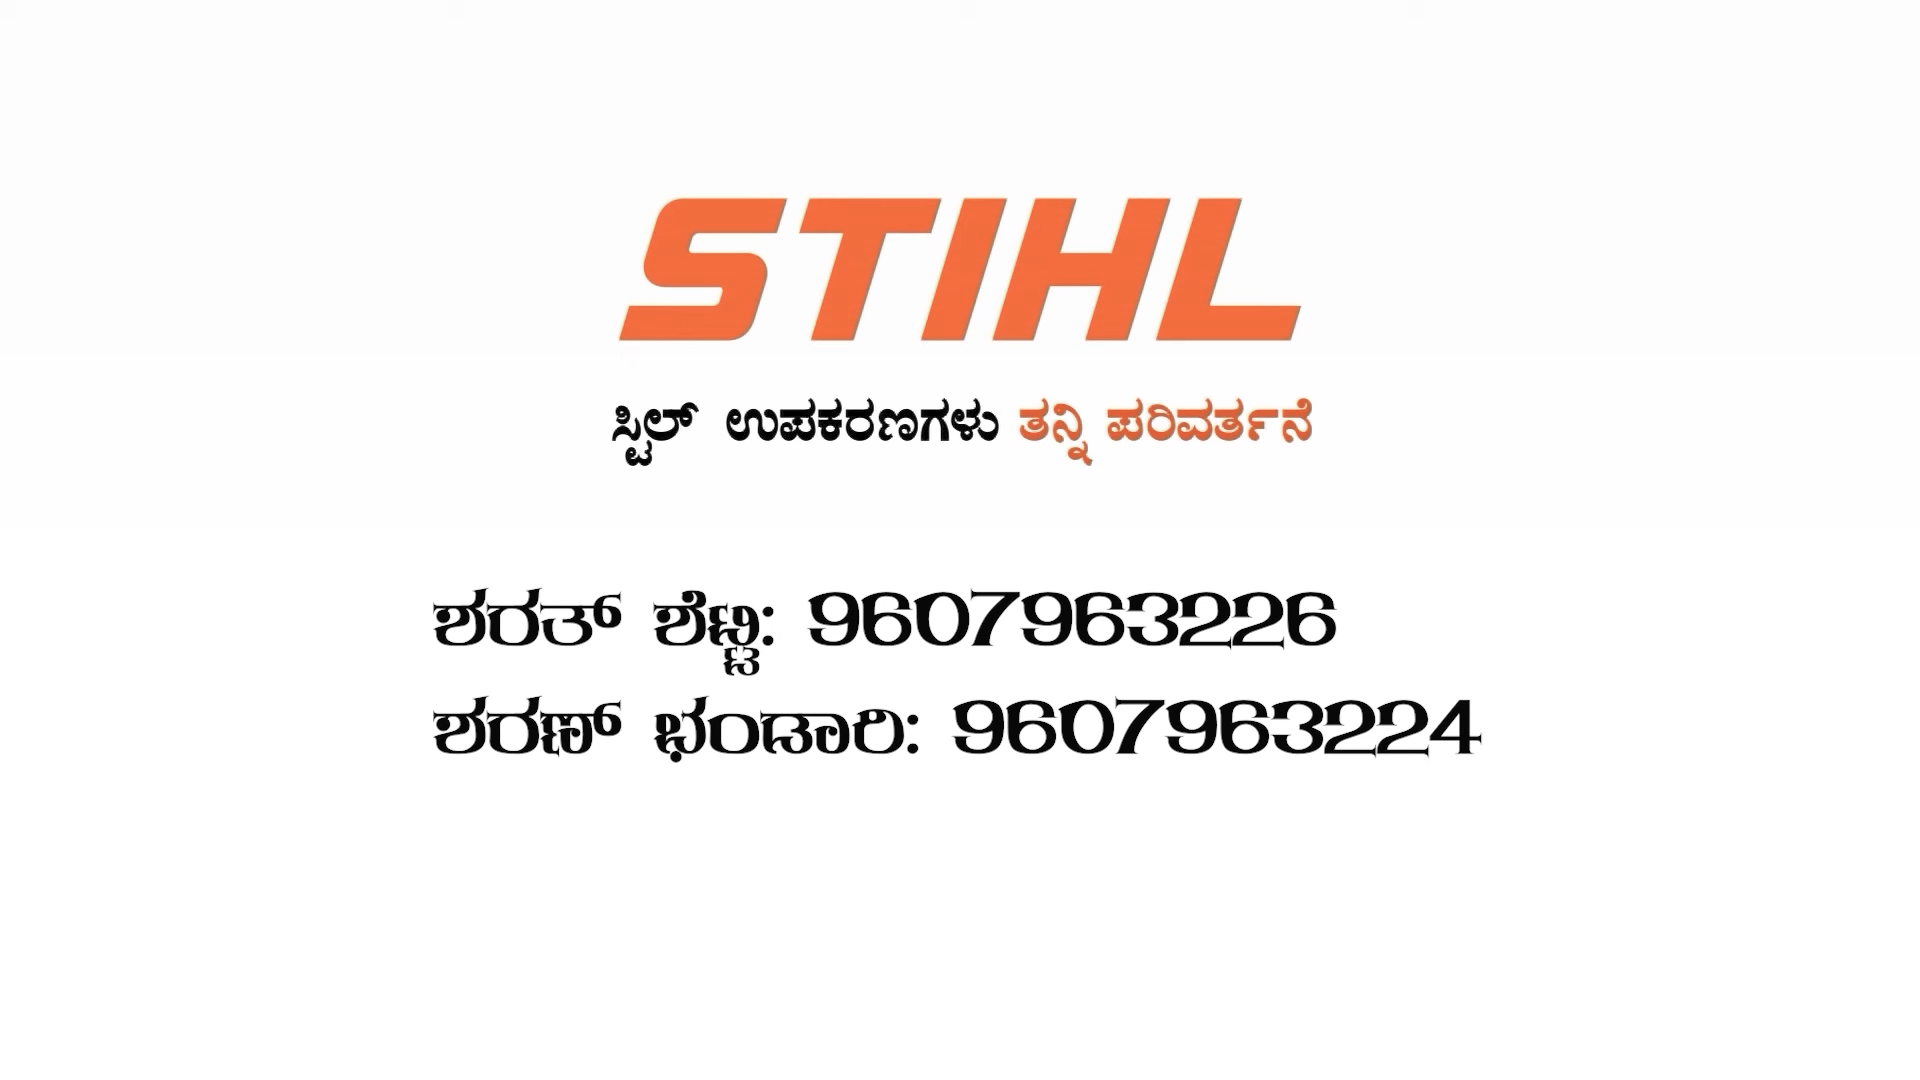 STIHL
ಸ್ಟಿಲ್ ಉಪಕರಣಗಳು ತನ್ನಿ ಪರಿವರ್ತನೆ
ಶರತ್ ಶೆಟ್ಟಿ: 9607963226
ಶರಣ್ ಭಂಡಾರಿ: 9607963224